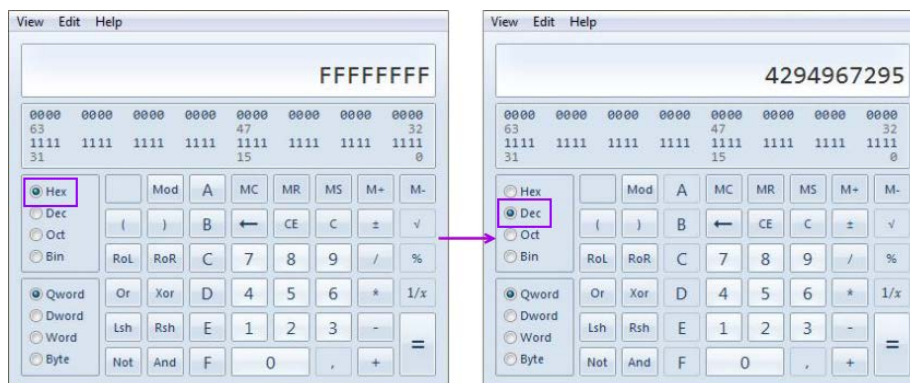 View Edit Help
FFFFFFFF
0000 0000 0000 0000 0000 0000 0000 0000
63 47 32
1111 1111 1111 1111 1111 1111 1111 1111
31 15 0
Hex
Dec
Oct
Bin
Qword
Dword
Word
Byte
Mod A MC MR MS M+ M-
( ) B ← CE C ± √
RoL RoR C 7 8 9 / %
Or Xor D 4 5 6 * 1/x
Lsh Rsh E 1 2 3 - =
Not And F 0 , +
View Edit Help
4294967295
0000 0000 0000 0000 0000 0000 0000 0000
63 47 32
1111 1111 1111 1111 1111 1111 1111 1111
31 15 0
Hex
Dec
Oct
Bin
Qword
Dword
Word
Byte
Mod A MC MR MS M+ M-
( ) B ← CE C ± √
RoL RoR C 7 8 9 / %
Or Xor D 4 5 6 * 1/x
Lsh Rsh E 1 2 3 - =
Not And F 0 , +